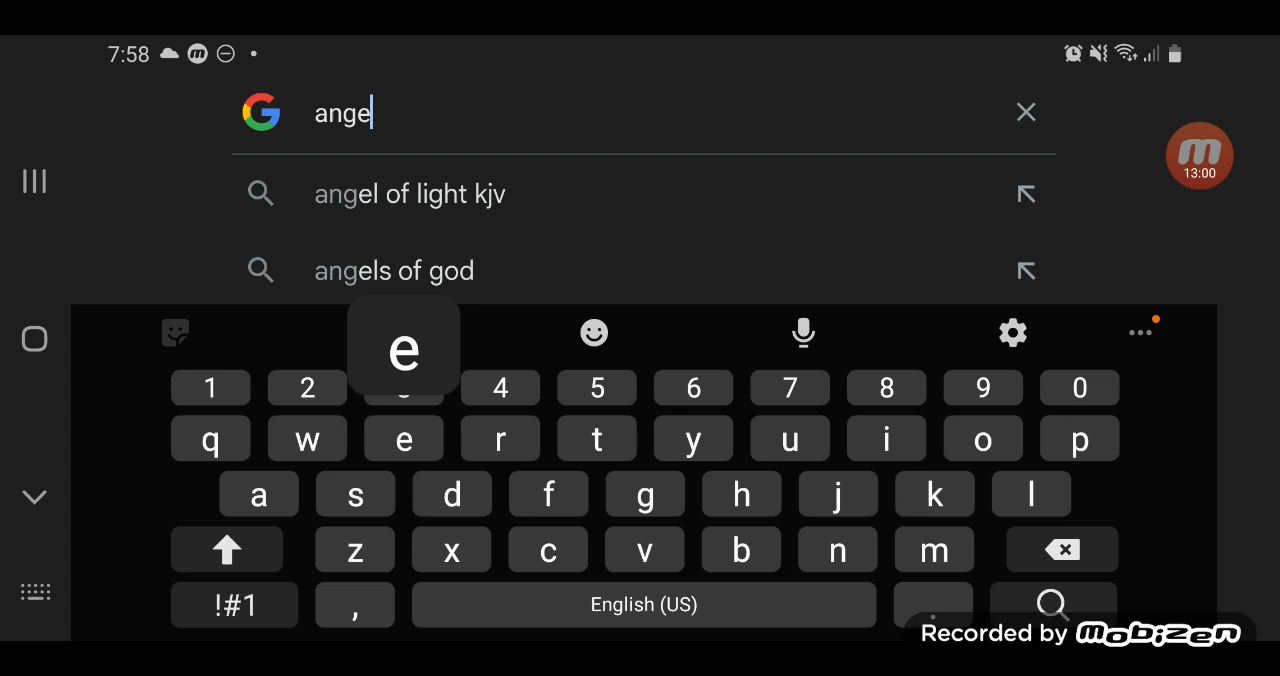 7:58
ange
13:00
angel of light kjv
angels of god
e
1 2 4 5 6 7 8 9 0
q w e r t y u i o p
a s d f g h j k l
z x c v b n m
!#1 , English (US) .
Recorded by mobizen